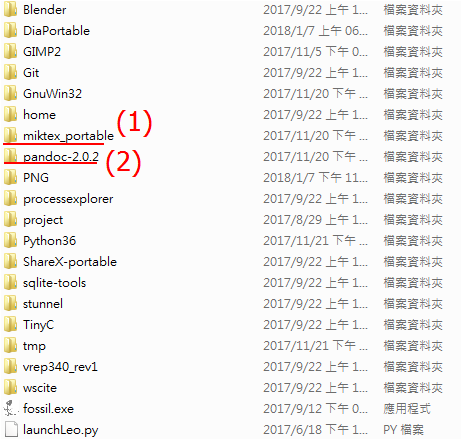 Blender 2017/9/22 上午 1... 檔案資料夾
DiaPortable 2018/1/7 上午 06... 檔案資料夾
GIMP2 2017/11/5 下午 0... 檔案資料夾
Git 2017/9/22 上午 1... 檔案資料夾
GnuWin32 2017/11/20 下午 ... 檔案資料夾
home 2017/9/22 上午 1... 檔案資料夾
miktex_portable (1) 2017/11/20 下午 ... 檔案資料夾
pandoc-2.0.2 (2) 2017/11/20 下午 ... 檔案資料夾
PNG 2018/1/7 下午 11... 檔案資料夾
processexplorer 2017/9/22 上午 1... 檔案資料夾
project 2017/8/29 上午 1... 檔案資料夾
Python36 2017/11/21 下午 ... 檔案資料夾
ShareX-portable 2017/9/22 上午 1... 檔案資料夾
sqlite-tools 2017/9/22 上午 1... 檔案資料夾
stunnel 2017/9/22 上午 1... 檔案資料夾
TinyC 2017/9/22 上午 1... 檔案資料夾
tmp 2017/11/21 下午 ... 檔案資料夾
vrep340_rev1 2017/9/22 上午 1... 檔案資料夾
wscite 2017/9/22 上午 1... 檔案資料夾
fossil.exe 2017/9/12 下午 0... 應用程式
launchLeo.py 2017/6/18 下午 1... PY 檔案